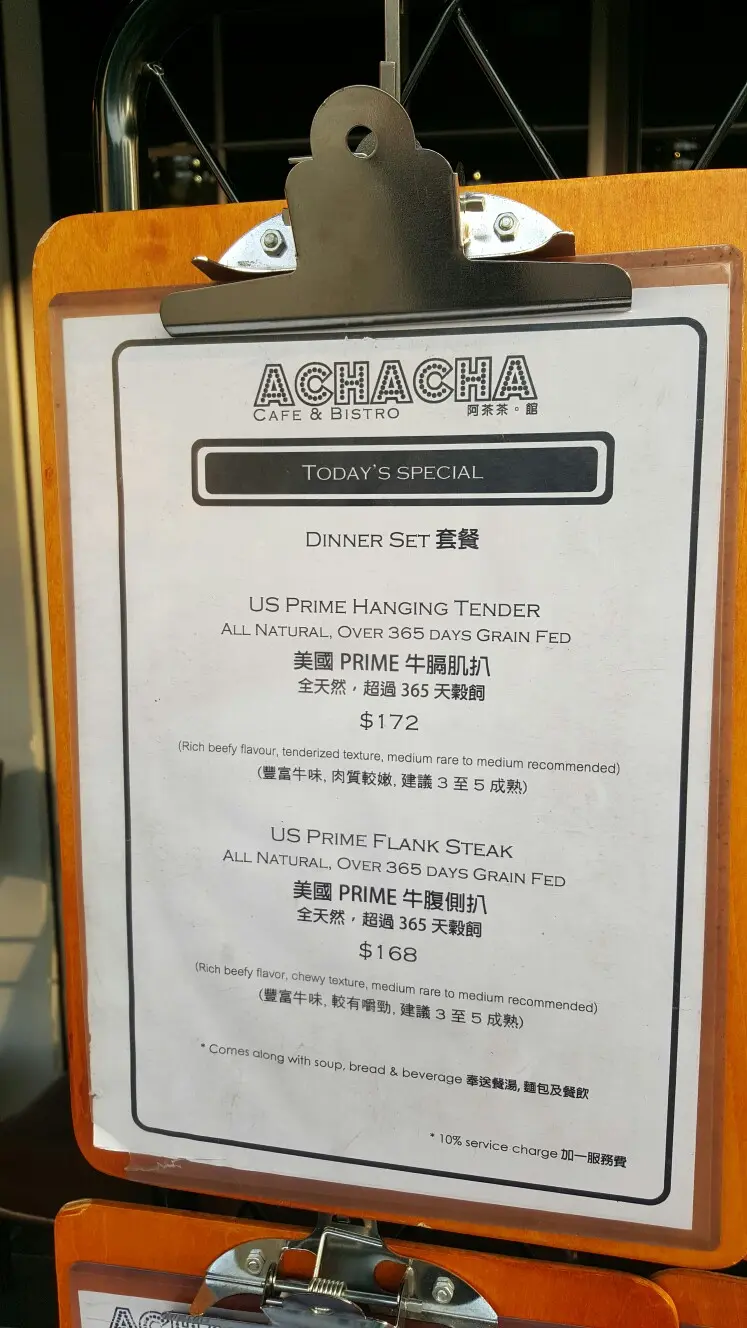 ACHACHA
CAFE & BISTRO 阿茶茶。館
TODAY'S SPECIAL
DINNER SET 套餐
US PRIME HANGING TENDER
ALL NATURAL, OVER 365 DAYS GRAIN FED
美國 PRIME 牛膈肌扒
全天然，超過 365 天穀飼
$172
(Rich beefy flavour, tenderized texture, medium rare to medium recommended)
(豐富牛味, 肉質較嫩, 建議 3 至 5 成熟)
US PRIME FLANK STEAK
ALL NATURAL, OVER 365 DAYS GRAIN FED
美國 PRIME 牛腹側扒
全天然，超過 365 天穀飼
$168
(Rich beefy flavor, chewy texture, medium rare to medium recommended)
(豐富牛味, 較有嚼勁, 建議 3 至 5 成熟)
* Comes along with soup, bread & beverage 奉送餐湯, 麵包及餐飲
* 10% service charge 加一服務費